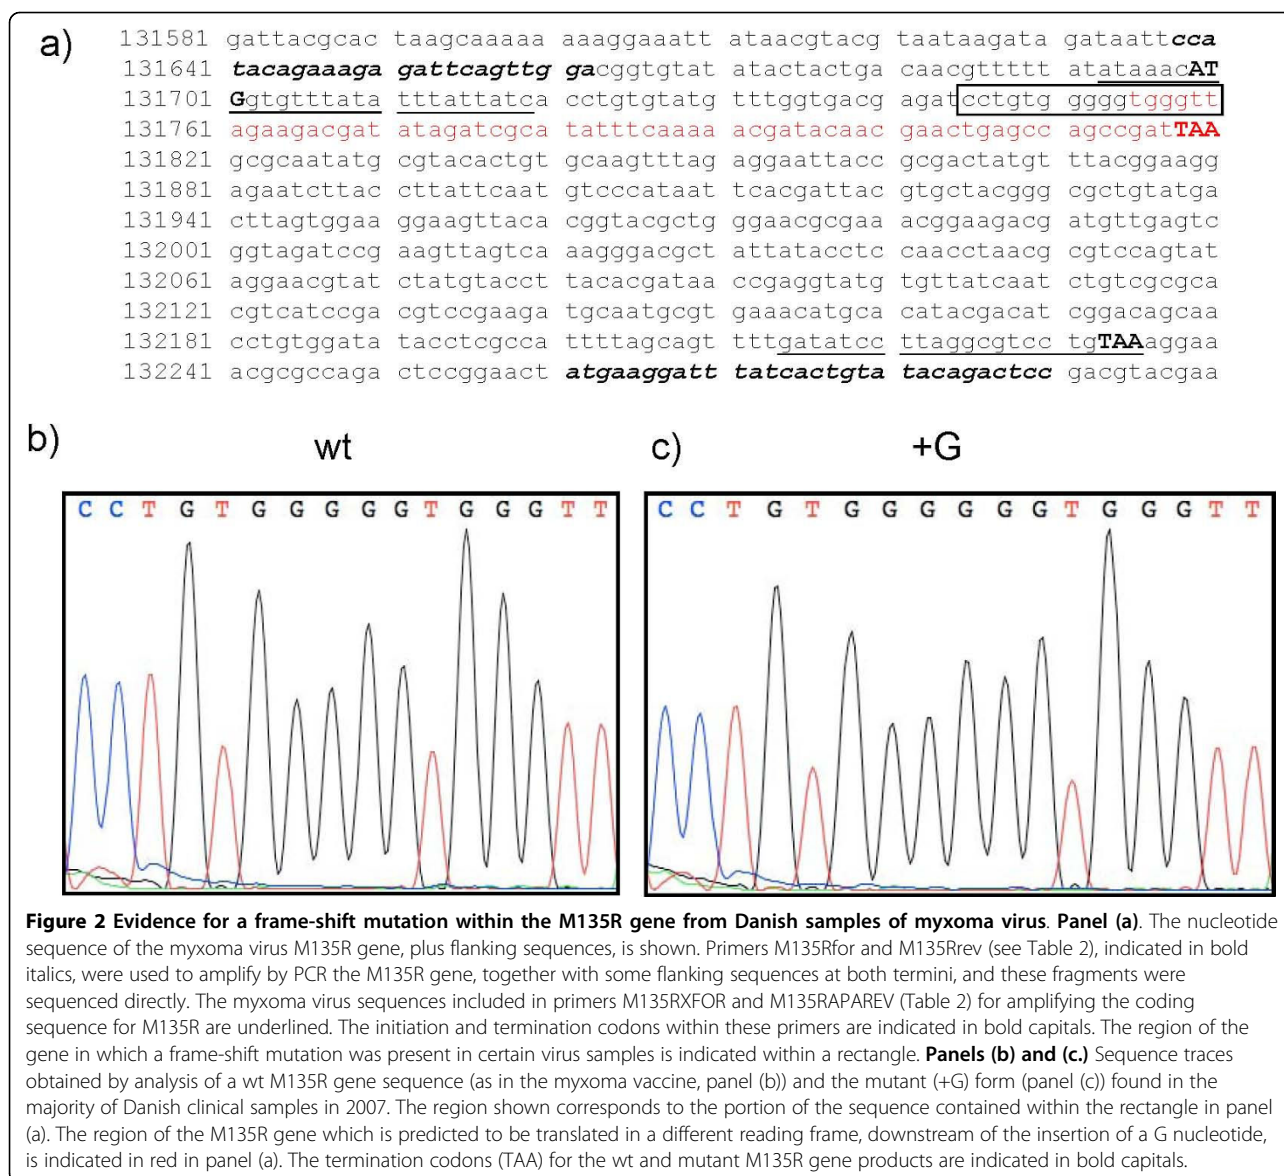 a)
131581 gattacgcac taagcaaaaa aaaggaaatt ataacgtacg taataagata gataattcca
131641 tacagaaaga gattcagttg gacggtgtat atactactga caacgttttt atataaacAT
131701 Ggtgtttata tttattatca cctgtgtatg tttggtgacg agatcctgtg ggggtgggtt
131761 agaagacgat atagatcgca tatttcaaaa acgatacaac gaactgagcc agccgatTAA
131821 gcgcaatatg cgtacactgt gcaagtttag aggaattacc gcgactatgt ttacggaagg
131881 agaatcttac cttattcaat gtcccataat tcacgattac gtgctacggg cgctgtatga
131941 cttagtggaa ggaagttaca cggtacgctg ggaacgcgaa acggaagacg atgttgagtc
132001 ggtagatccg aagttagtca aagggacgct attatacctc caacctaacg cgtccagtat
132061 aggaacgtat ctatgtacct tacacgataa ccgaggtatg tgttatcaat ctgtcgcgca
132121 cgtcatccga cgtccgaaga tgcaatgcgt gaaacatgca catacgacat cggacagcaa
132181 cctgtggata tacctcgcca ttttagcagt tttgatatcc ttaggcgtcc tgTAAaggaa
132241 acgcgccaga ctccggaact atgaaggatt tatcactgta tacagactcc gacgtacgaa
b) wt
C C T G T G G G G G T G G G T T
c) +G
C C T G T G G G G G G T G G G T T
Figure 2 Evidence for a frame-shift mutation within the M135R gene from Danish samples of myxoma virus. Panel (a). The nucleotide
sequence of the myxoma virus M135R gene, plus flanking sequences, is shown. Primers M135Rfor and M135Rrev (see Table 2), indicated in bold
italics, were used to amplify by PCR the M135R gene, together with some flanking sequences at both termini, and these fragments were
sequenced directly. The myxoma virus sequences included in primers M135RXFOR and M135RAPAREV (Table 2) for amplifying the coding
sequence for M135R are underlined. The initiation and termination codons within these primers are indicated in bold capitals. The region of the
gene in which a frame-shift mutation was present in certain virus samples is indicated within a rectangle. Panels (b) and (c.) Sequence traces
obtained by analysis of a wt M135R gene sequence (as in the myxoma vaccine, panel (b)) and the mutant (+G) form (panel (c)) found in the
majority of Danish clinical samples in 2007. The region shown corresponds to the portion of the sequence contained within the rectangle in panel
(a). The region of the M135R gene which is predicted to be translated in a different reading frame, downstream of the insertion of a G nucleotide,
is indicated in red in panel (a). The termination codons (TAA) for the wt and mutant M135R gene products are indicated in bold capitals.